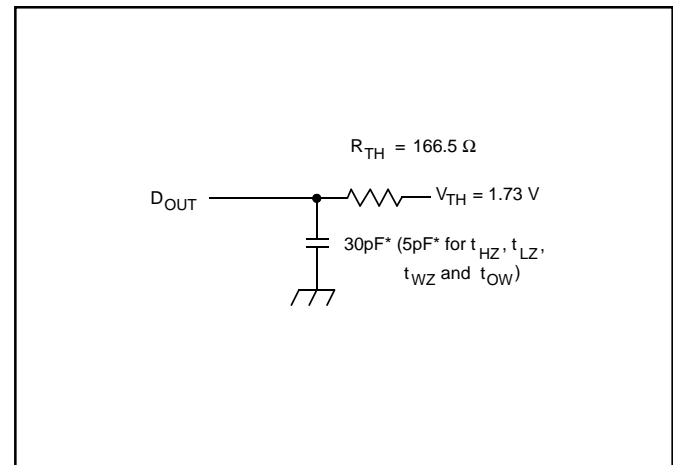 R_TH = 166.5 Ω
D_OUT
V_TH = 1.73 V
30pF* (5pF* for t_HZ, t_LZ,
t_WZ and t_OW)